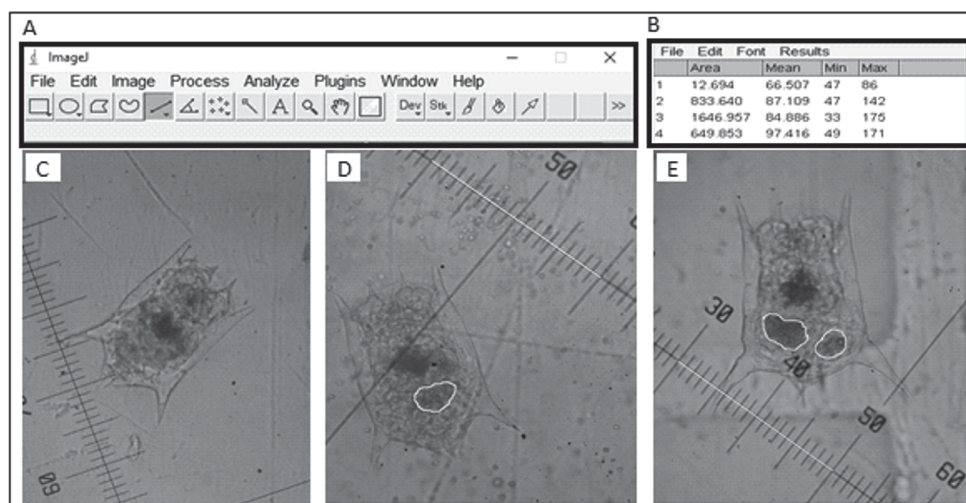 A
ImageJ
File Edit Image Process Analyze Plugins Window Help
A Dev Stk >>
B
File Edit Font Results
Area Mean Min Max
1 12.694 66.507 47 86
2 833.640 87.109 47 142
3 1646.957 84.886 33 175
4 649.853 97.416 49 171
C
60
D
50
E
30
40
50
60